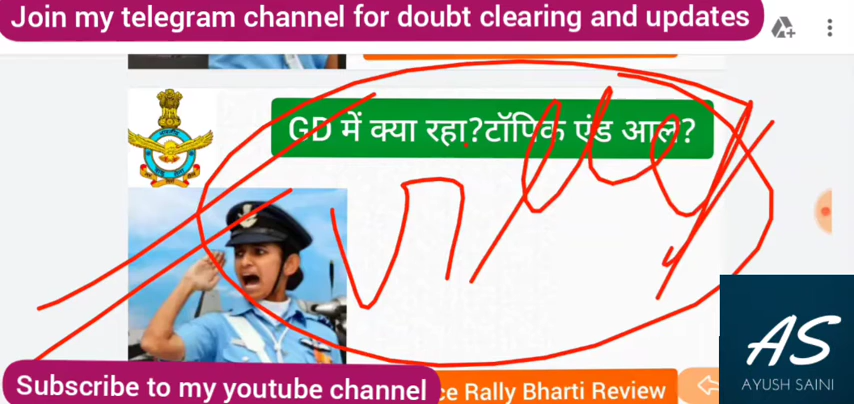 Join my telegram channel for doubt clearing and updates
GD में क्या रहा?टॉपिक एंड आल?
AS
AYUSH SAINI
Subscribe to my youtube channel
ce Rally Bharti Review